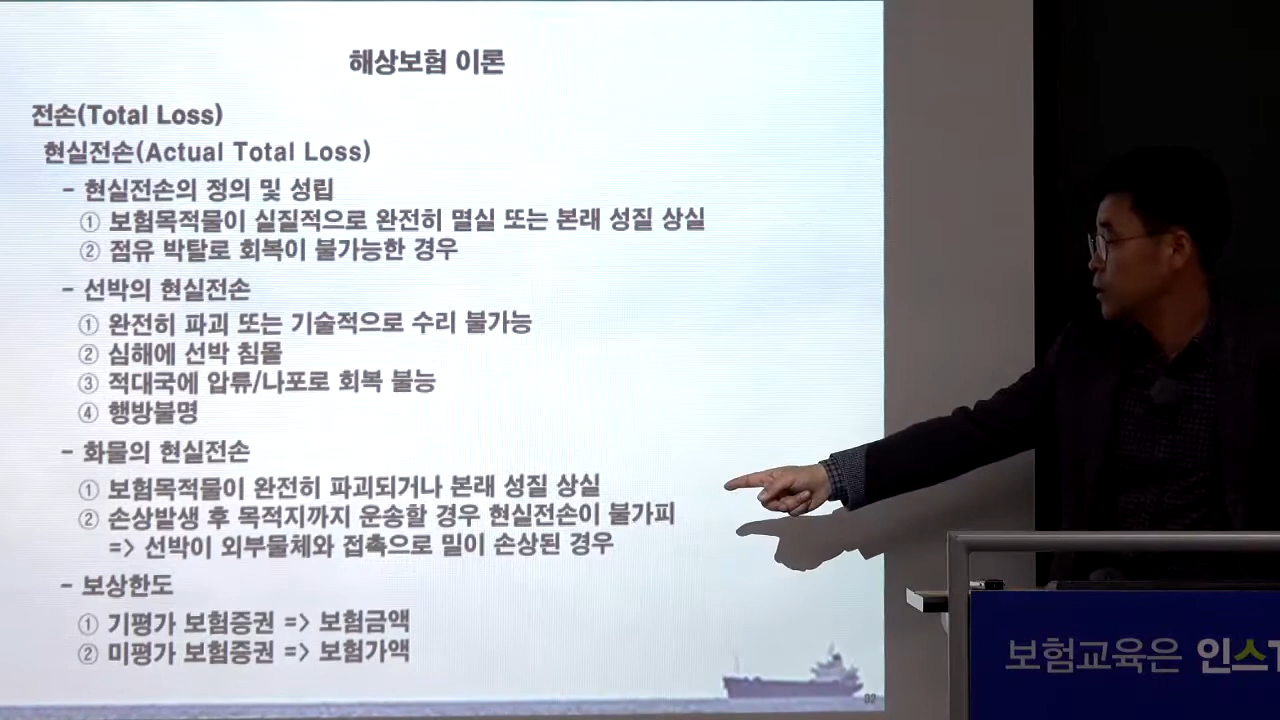 해상보험 이론
전손(Total Loss)
현실전손(Actual Total Loss)
- 현실전손의 정의 및 성립
① 보험목적물이 실질적으로 완전히 멸실 또는 본래 성질 상실
② 점유 박탈로 회복이 불가능한 경우
- 선박의 현실전손
① 완전히 파괴 또는 기술적으로 수리 불가능
② 심해에 선박 침몰
③ 적대국에 압류/나포로 회복 불능
④ 행방불명
- 화물의 현실전손
① 보험목적물이 완전히 파괴되거나 본래 성질 상실
② 손상발생 후 목적지까지 운송할 경우 현실전손이 불가피
=> 선박이 외부물체와 접촉으로 밀이 손상된 경우
- 보상한도
① 기평가 보험증권 => 보험금액
② 미평가 보험증권 => 보험가액
02
보험교육은 인스